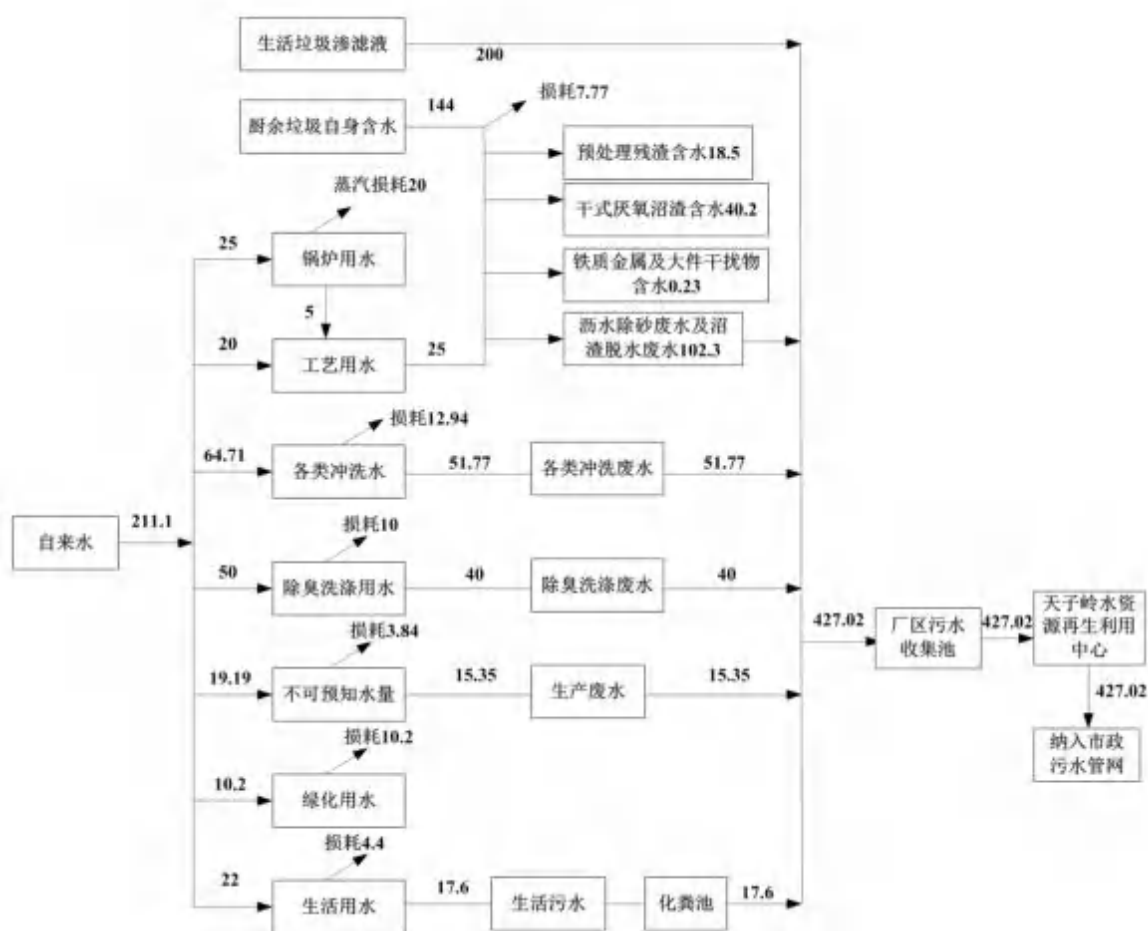 生活垃圾渗滤液
200
厨余垃圾自身含水
144
损耗7.77
预处理残渣含水18.5
蒸汽损耗20
干式厌氧沼渣含水40.2
25
锅炉用水
铁质金属及大件干扰物
含水0.23
5
20
工艺用水
25
沥水除砂废水及沼
渣脱水废水102.3
损耗12.94
64.71
各类冲洗水
51.77
各类冲洗废水
51.77
自来水
211.1
损耗10
50
除臭洗涤用水
40
除臭洗涤废水
40
427.02
厂区污水
收集池
427.02
天子岭水资
源再生利用
中心
损耗3.84
19.19
不可预知水量
15.35
生产废水
15.35
427.02
纳入市政
污水管网
损耗10.2
10.2
绿化用水
损耗4.4
22
生活用水
17.6
生活污水
化粪池
17.6